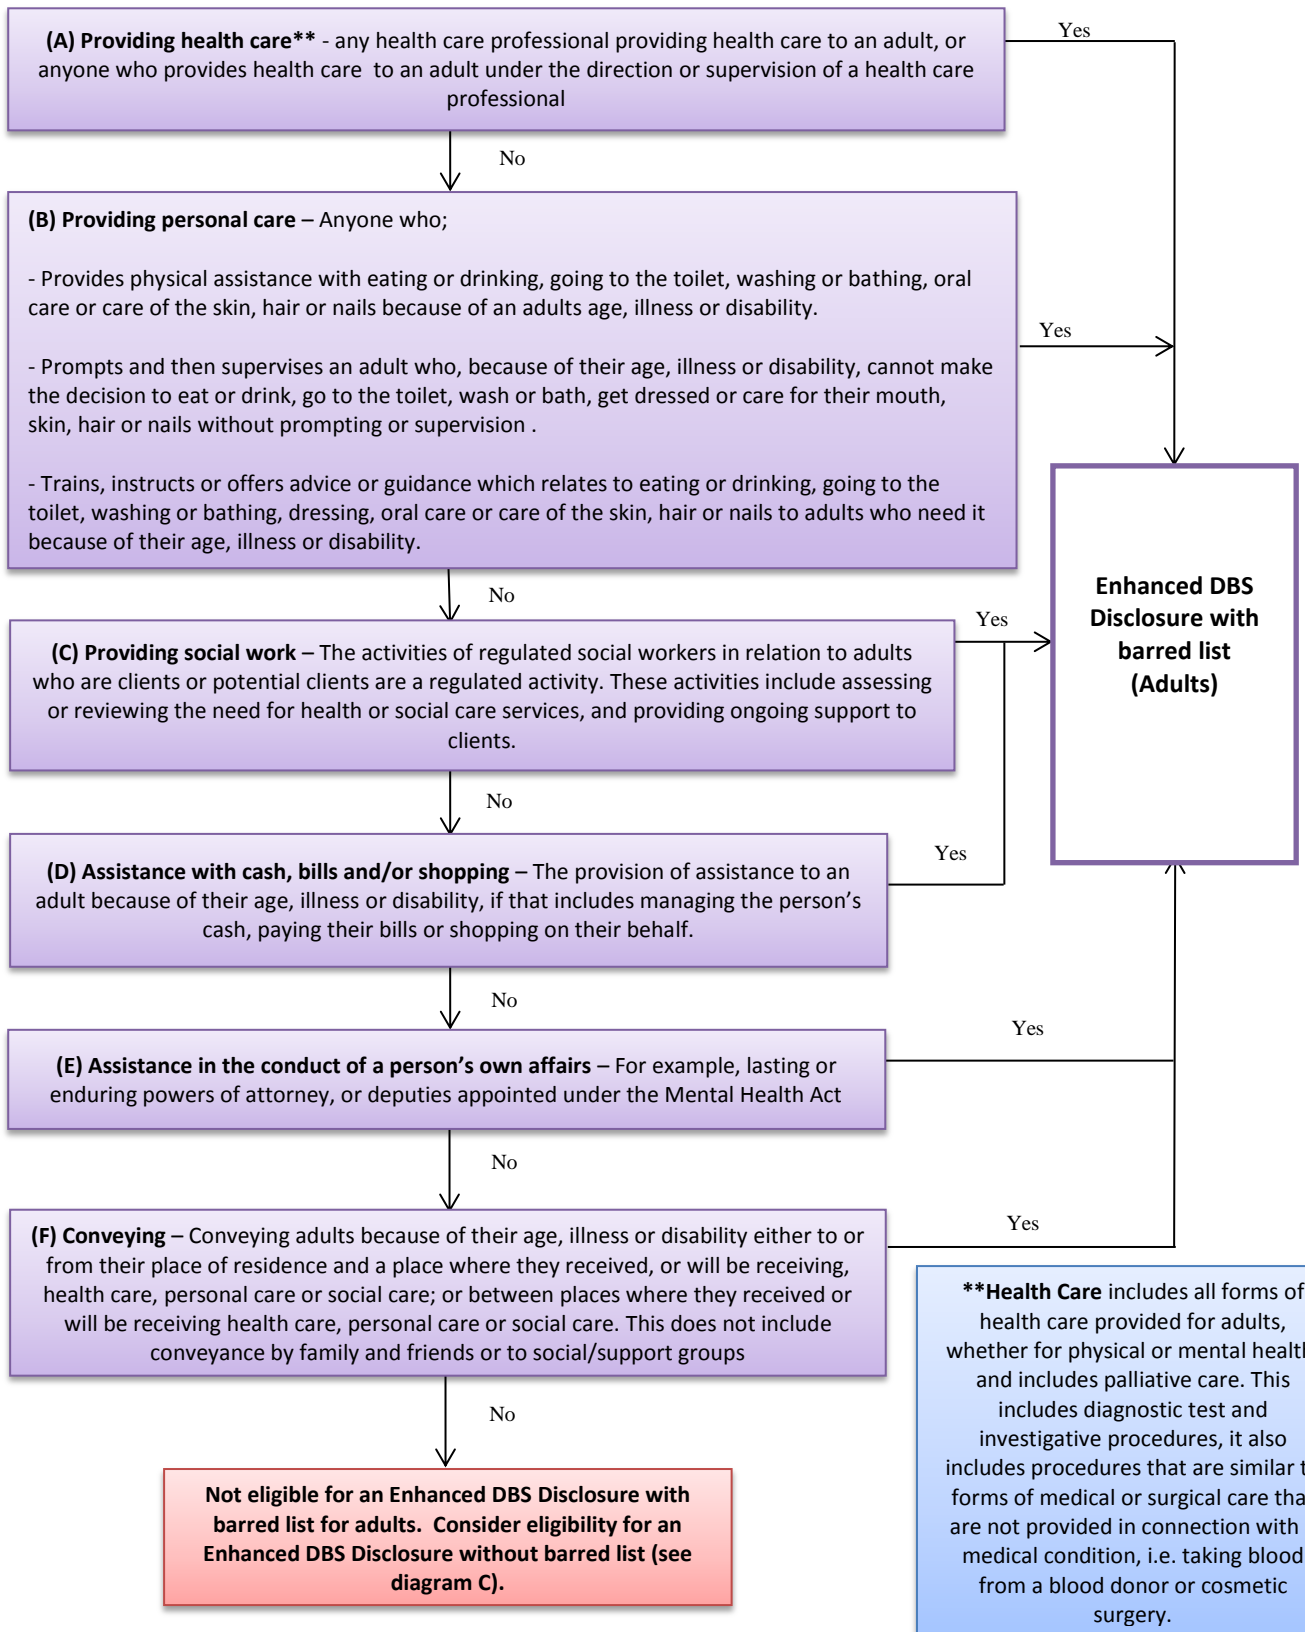 (A) Providing health care** - any health care professional providing health care to an adult, or
anyone who provides health care to an adult under the direction or supervision of a health care
professional
Yes
No
(B) Providing personal care – Anyone who;
- Provides physical assistance with eating or drinking, going to the toilet, washing or bathing, oral
care or care of the skin, hair or nails because of an adults age, illness or disability.
- Prompts and then supervises an adult who, because of their age, illness or disability, cannot make
the decision to eat or drink, go to the toilet, wash or bath, get dressed or care for their mouth,
skin, hair or nails without prompting or supervision .
- Trains, instructs or offers advice or guidance which relates to eating or drinking, going to the
toilet, washing or bathing, dressing, oral care or care of the skin, hair or nails to adults who need it
because of their age, illness or disability.
Yes
No
Enhanced DBS
Disclosure with
barred list
(Adults)
(C) Providing social work – The activities of regulated social workers in relation to adults
who are clients or potential clients are a regulated activity. These activities include assessing
or reviewing the need for health or social care services, and providing ongoing support to
clients.
Yes
No
(D) Assistance with cash, bills and/or shopping – The provision of assistance to an
adult because of their age, illness or disability, if that includes managing the person’s
cash, paying their bills or shopping on their behalf.
Yes
No
(E) Assistance in the conduct of a person’s own affairs – For example, lasting or
enduring powers of attorney, or deputies appointed under the Mental Health Act
Yes
No
(F) Conveying – Conveying adults because of their age, illness or disability either to or
from their place of residence and a place where they received, or will be receiving,
health care, personal care or social care; or between places where they received or
will be receiving health care, personal care or social care. This does not include
conveyance by family and friends or to social/support groups
Yes
No
Not eligible for an Enhanced DBS Disclosure with
barred list for adults. Consider eligibility for an
Enhanced DBS Disclosure without barred list (see
diagram C).
**Health Care includes all forms of
health care provided for adults,
whether for physical or mental health
and includes palliative care. This
includes diagnostic test and
investigative procedures, it also
includes procedures that are similar
forms of medical or surgical care
are not provided in connection with
medical condition, i.e. taking blood
from a blood donor or cosmetic
surgery.